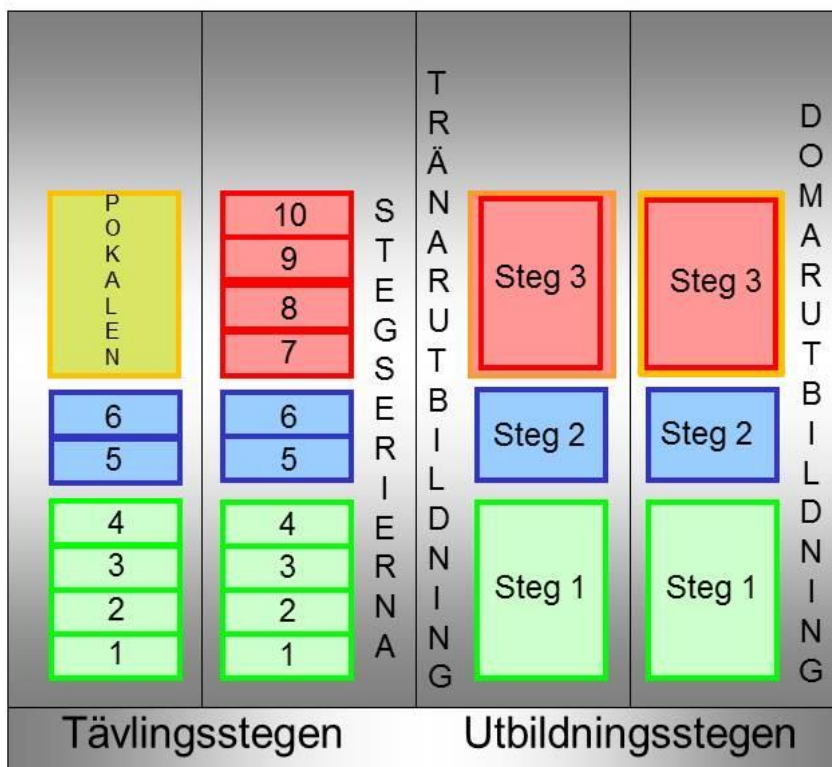 POKALEN
6
5
4
3
2
1
10
9
8
7
6
5
4
3
2
1
STEGSERIERNA
TRÄNARUTBILDNING
Steg 3
Steg 2
Steg 1
Steg 3
Steg 2
Steg 1
DOMARUTBILDNING
Tävlingsstegen
Utbildningsstegen